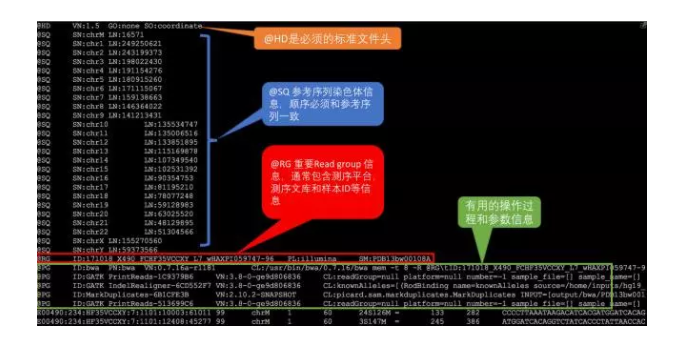 @HD VN:1.5 GO:none SO:coordinate
@SQ SN:chrM LN:16571
@SQ SN:chr1 LN:249250621
@SQ SN:chr2 LN:243199373
@SQ SN:chr3 LN:198022430
@SQ SN:chr4 LN:191154276
@SQ SN:chr5 LN:180915260
@SQ SN:chr6 LN:171115067
@SQ SN:chr7 LN:159138663
@SQ SN:chr8 LN:146364022
@SQ SN:chr9 LN:141213431
@SQ SN:chr10 LN:135534747
@SQ SN:chr11 LN:135006516
@SQ SN:chr12 LN:133851895
@SQ SN:chr13 LN:115169878
@SQ SN:chr14 LN:107349540
@SQ SN:chr15 LN:102531392
@SQ SN:chr16 LN:90354753
@SQ SN:chr17 LN:81195210
@SQ SN:chr18 LN:78077248
@SQ SN:chr19 LN:59128983
@SQ SN:chr20 LN:63025520
@SQ SN:chr21 LN:48129895
@SQ SN:chr22 LN:51304566
@SQ SN:chrX LN:155270560
@SQ SN:chrY LN:59373566
@HD是必须的标准文件头
@SQ 参考序列染色体信
息，顺序必须和参考序
列一致
@RG 重要Read group 信
息，通常包含测序平台、
测序文库和样本ID等信
息
有用的操作过
程和参数信息
@RG ID:171018_X490_FCHF35VCCXY_L7_wHAXPI059747-96 PL:illumina SM:PDB13bw00108A
@PG ID:bwa PN:bwa VN:0.7.16a-r1181 CL:/usr/bin/bwa/0.7.16/bwa mem -t 8 -R @RG\tID:171018_X490_FCHF35VCCXY_L7_wHAXPI059747-9
@PG ID:GATK PrintReads-1C9379B6 VN:3.8-0-ge9d806836 CL:readGroup=null platform=null number=-1 sample_file=[] sample_name=[]
@PG ID:GATK IndelRealigner-6CD552F7 VN:3.8-0-ge9d806836 CL:knownAlleles=[(RodBinding name=knownAlleles source=/home/inputs/hg19_
@PG ID:MarkDuplicates-6B1CFE3B VN:2.10.2-SNAPSHOT CL:picard.sam.markduplicates.MarkDuplicates INPUT=[output/bwa/PDB13bw001
@PG ID:GATK PrintReads-5D3699C6 VN:3.8-0-ge9d806836 CL:readGroup=null platform=null number=-1 sample_file=[] sample_name=[]
E00490:234:HF35VCCXY:7:1101:10003:61011 99 chrM 1 60 24S126M = 133 282 CCCCTTAAATAAGACATCACGATGGATCACAG
E00490:234:HF35VCCXY:7:1101:12408:45277 99 chrM 1 60 3S147M = 245 386 ATGGATCACAGGTCTATCACCCTATTAACCAC